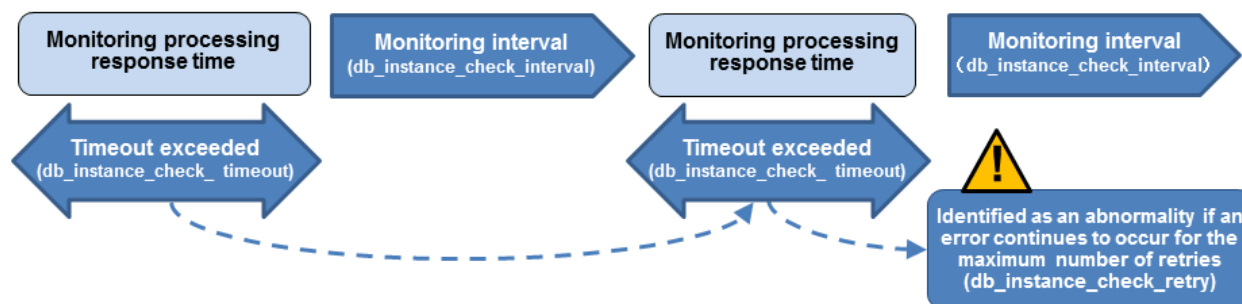 Monitoring processing
response time
Monitoring interval
(db_instance_check_interval)
Monitoring processing
response time
Monitoring interval
(db_instance_check_interval)
Timeout exceeded
(db_instance_check_ timeout)
Timeout exceeded
(db_instance_check_ timeout)
Identified as an abnormality if an
error continues to occur for the
maximum number of retries
(db_instance_check_retry)